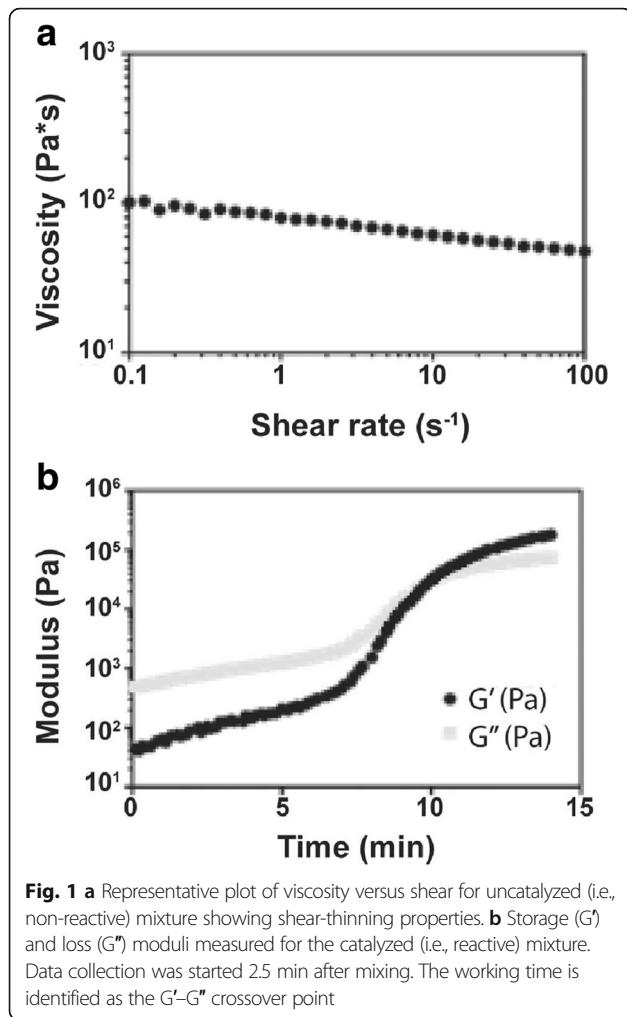 a
10³
10²
10¹
Viscosity (Pa*s)
0.1 1 10 100
Shear rate (s⁻¹)
b
10⁶
10⁵
10⁴
10³
10²
10¹
Modulus (Pa)
G' (Pa)
G" (Pa)
0 5 10 15
Time (min)
Fig. 1 a Representative plot of viscosity versus shear for uncatalyzed (i.e.,
non-reactive) mixture showing shear-thinning properties. b Storage (G')
and loss (G") moduli measured for the catalyzed (i.e., reactive) mixture.
Data collection was started 2.5 min after mixing. The working time is
identified as the G'–G" crossover point